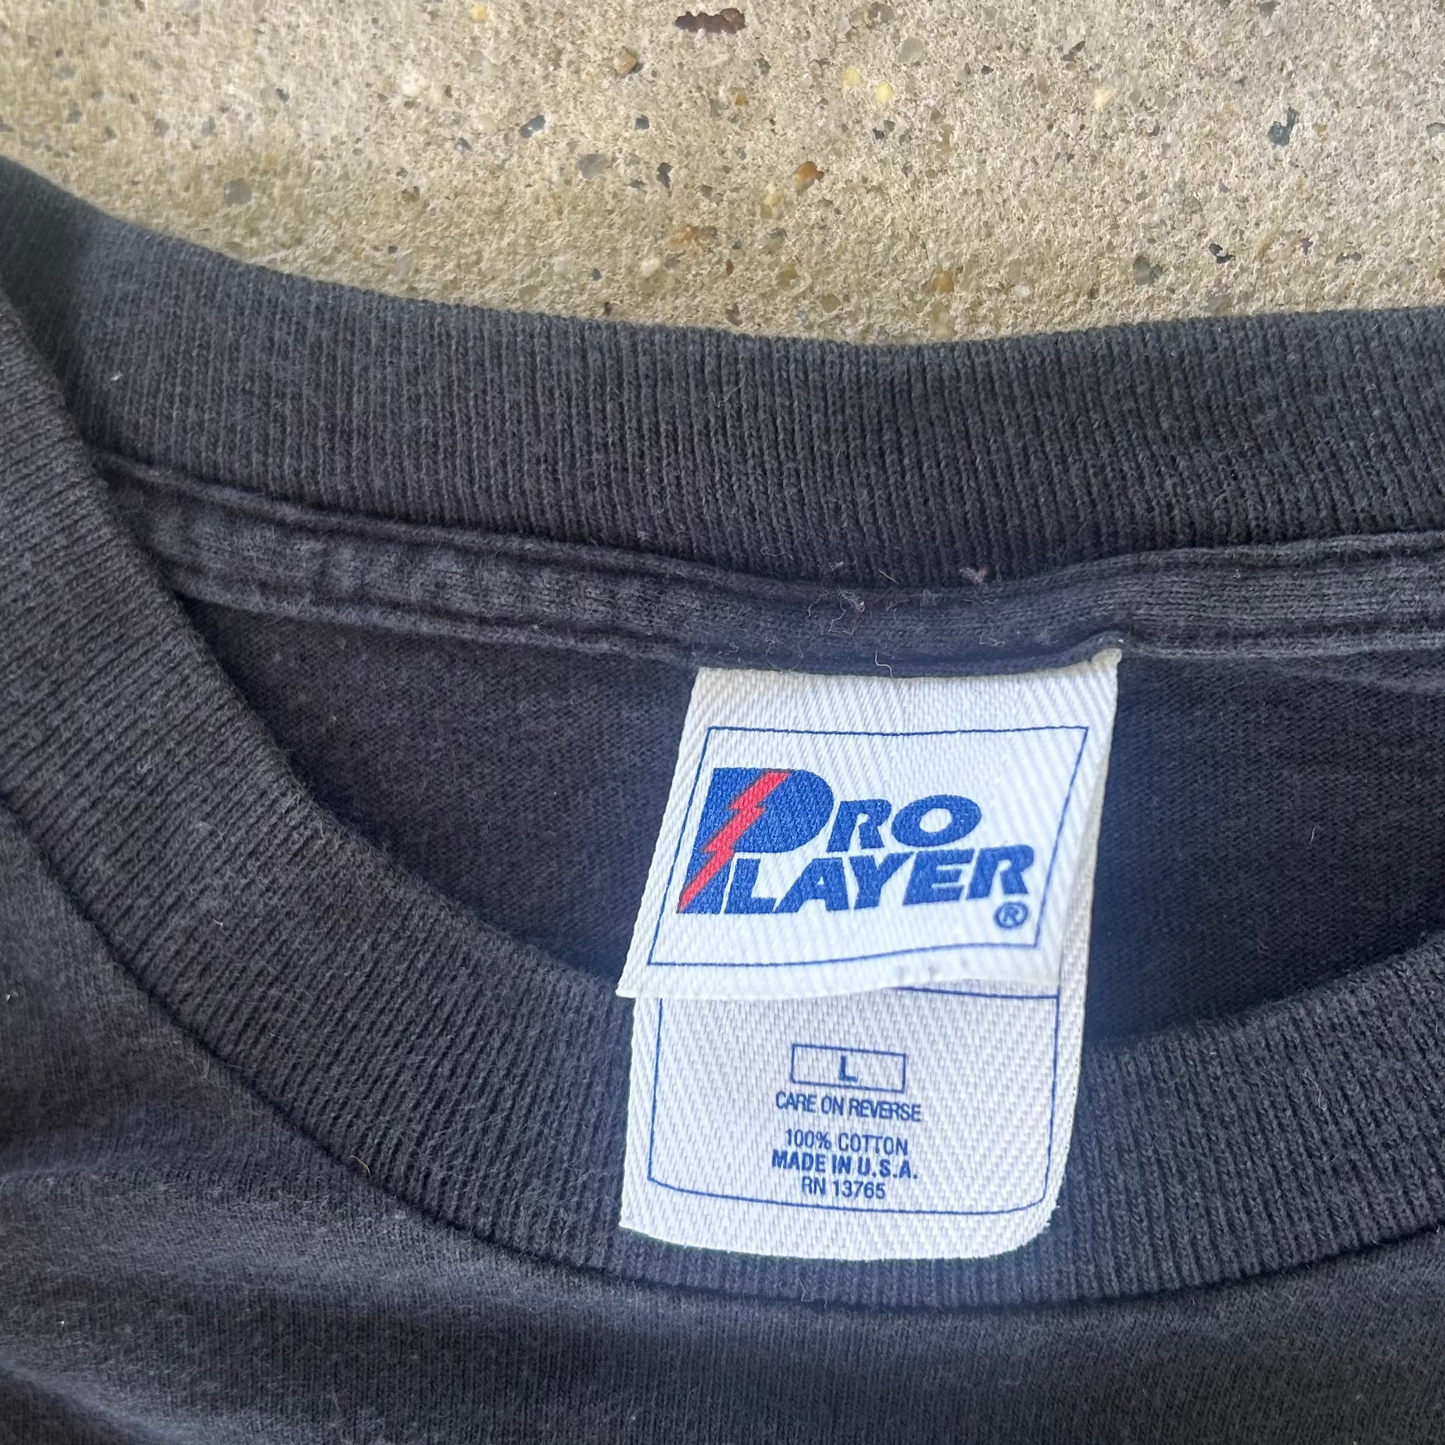 PRO
PLAYER
®
L
CARE ON REVERSE
100% COTTON
MADE IN U.S.A.
RN 13765